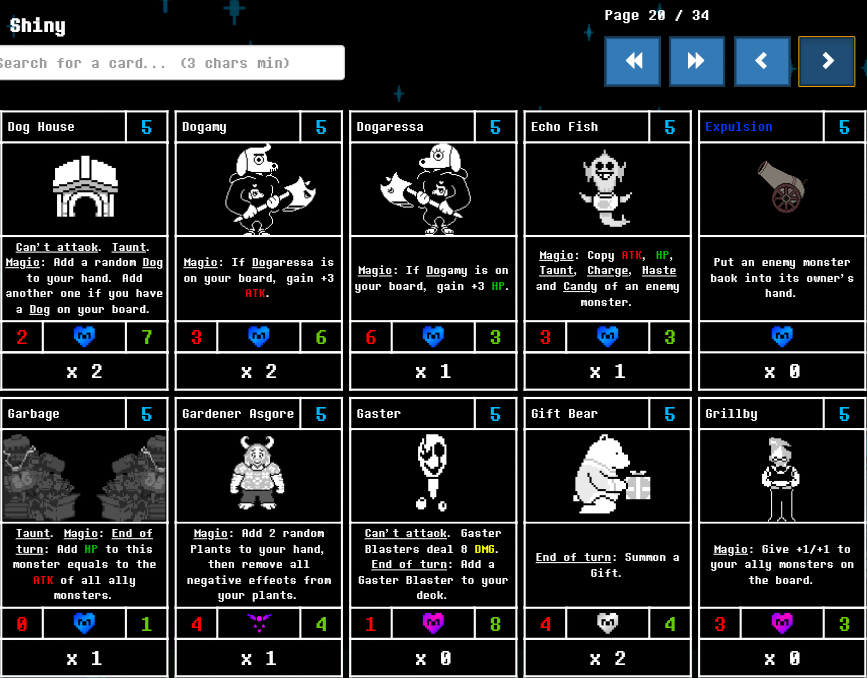 Shiny
Page 20 / 34
Search for a card... (3 chars min)
Dog House 5
Can't attack. Taunt.
Magic: Add a random Dog
to your hand. Add
another one if you have
a Dog on your board.
2 7
x 2
Dogamy 5
Magic: If Dogaressa is
on your board, gain +3
ATK.
3 6
x 2
Dogaressa 5
Magic: If Dogamy is on
your board, gain +3 HP.
6 3
x 1
Echo Fish 5
Magic: Copy ATK, HP,
Taunt, Charge, Haste
and Candy of an enemy
monster.
3 3
x 1
Expulsion 5
Put an enemy monster
back into its owner's
hand.
x 0
Garbage 5
Taunt. Magic: End of
turn: Add HP to this
monster equals to the
ATK of all ally
monsters.
0 1
x 1
Gardener Asgore 5
Magic: Add 2 random
Plants to your hand,
then remove all
negative effects from
your plants.
4 4
x 1
Gaster 5
Can't attack. Gaster
Blasters deal 8 DMG.
End of turn: Add a
Gaster Blaster to your
deck.
1 8
x 0
Gift Bear 5
End of turn: Summon a
Gift.
4 4
x 2
Grillby 5
Magic: Give +1/+1 to
your ally monsters on
the board.
3 3
x 0